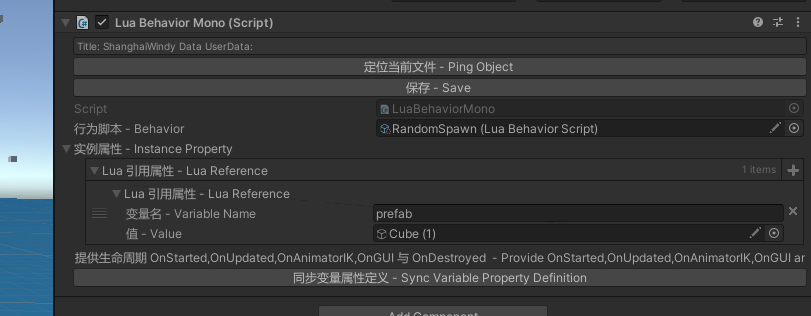 Lua Behavior Mono (Script)
Title: ShanghaiWindy Data UserData:
定位当前文件 - Ping Object
保存 - Save
Script LuaBehaviorMono
行为脚本 - Behavior RandomSpawn (Lua Behavior Script)
实例属性 - Instance Property
Lua 引用属性 - Lua Reference 1 items
Lua 引用属性 - Lua Reference
变量名 - Variable Name prefab
值 - Value Cube (1)
提供生命周期 OnStarted,OnUpdated,OnAnimatorIK,OnGUI 与 OnDestroyed - Provide OnStarted,OnUpdated,OnAnimatorIK,OnGUI ar
同步变量属性定义 - Sync Variable Property Definition
Add Component